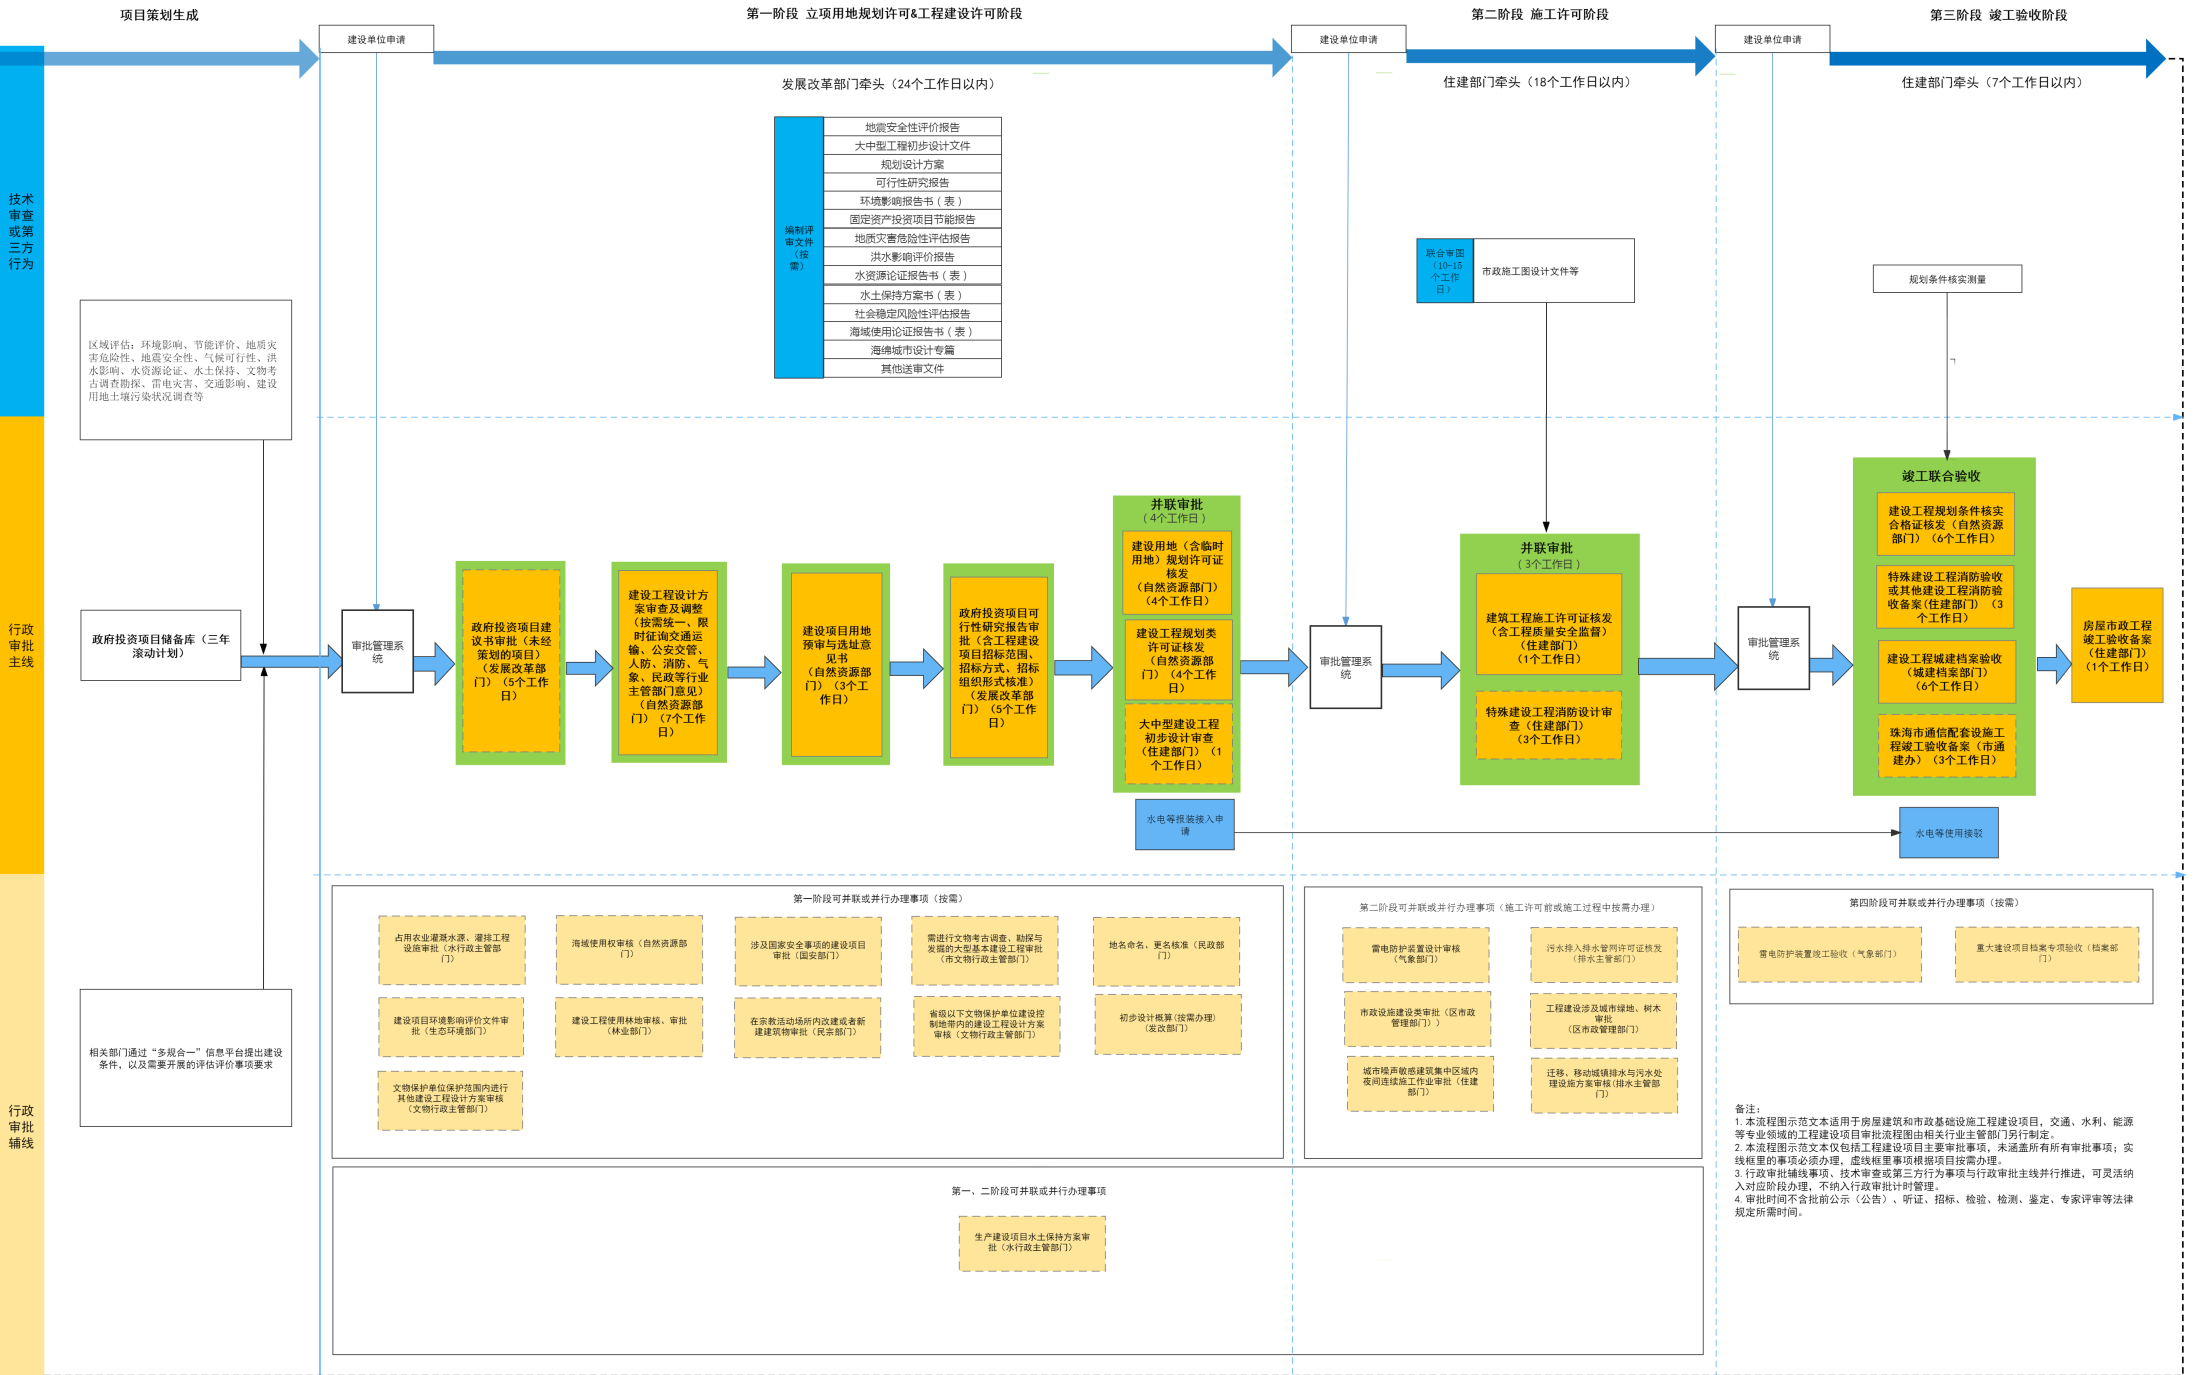 项目策划生成
第一阶段 立项用地规划许可&工程建设许可阶段
第二阶段 施工许可阶段
第三阶段 竣工验收阶段
建设单位申请
建设单位申请
建设单位申请
发展改革部门牵头（24个工作日以内）
住建部门牵头（18个工作日以内）
住建部门牵头（7个工作日以内）
技术
审查
或第
三方
行为
编制评
审文件
（按
需）
地震安全性评价报告
大中型工程初步设计文件
规划设计方案
可行性研究报告
环境影响报告书（表）
固定资产投资项目节能报告
地质灾害危险性评估报告
洪水影响评价报告
水资源论证报告书（表）
水土保持方案书（表）
社会稳定风险性评估报告
海域使用论证报告书（表）
海绵城市设计专篇
其他送审文件
联合审图
（10-15
个工作
日）
市政施工图设计文件等
规划条件核实测量
区域评估：环境影响、节能评价、地质灾
害危险性、地震安全性、气候可行性、洪
水影响、水资源论证、水土保持、文物考
古调查勘探、雷电灾害、交通影响、建设
用地土壤污染状况调查等
行政
审批
主线
政府投资项目储备库（三年
滚动计划）
审批管理系
统
政府投资项目建
议书审批（未经
策划的项目）
（发展改革部
门）（5个工作
日）
建设工程设计方
案审查及调整
（按需统一、限
时征询交通运
输、公安交管、
人防、消防、气
象、民政等行业
主管部门意见）
（自然资源部
门）（7个工作
日）
建设项目用地
预审与选址意
见书
（自然资源部
门）（3个工
作日）
政府投资项目可
行性研究报告审
批（含工程建设
项目招标范围、
招标方式、招标
组织形式核准）
（发展改革部
门）（5个工作
日）
并联审批
（4个工作日）
建设用地（含临时
用地）规划许可证
核发
（自然资源部门）
（4个工作日）
建设工程规划类
许可证核发
（自然资源部
门）（4个工作
日）
大中型建设工程
初步设计审查
（住建部门）（1
个工作日）
审批管理系
统
并联审批
（3个工作日）
建筑工程施工许可证核发
（含工程质量安全监督）
（住建部门）
（1个工作日）
特殊建设工程消防设计审
查（住建部门）
（3个工作日）
审批管理系
统
竣工联合验收
建设工程规划条件核实
合格证核发（自然资源
部门）（6个工作日）
特殊建设工程消防验收
或其他建设工程消防验
收备案(住建部门)（3
个工作日）
建设工程城建档案验收
（城建档案部门）
（6个工作日）
珠海市通信配套设施工
程竣工验收备案（市通
建办）（3个工作日）
房屋市政工程
竣工验收备案
（住建部门）
（1个工作日）
水电等报装接入申
请
水电等使用接驳
行政
审批
辅线
相关部门通过“多规合一”信息平台提出建设
条件，以及需要开展的评估评价事项要求
第一阶段可并联或并行办理事项（按需）
占用农业灌溉水源、灌排工程
设施审批（水行政主管部
门）
海域使用权审核（自然资源部
门）
涉及国家安全事项的建设项目
审批（国安部门）
需进行文物考古调查、勘探与
发掘的大型基本建设工程审批
（市文物行政主管部门）
地名命名、更名核准（民政部
门）
建设项目环境影响评价文件审
批（生态环境部门）
建设工程使用林地审核、审批
（林业部门）
在宗教活动场所内改建或者新
建建筑物审批（民宗部门）
省级以下文物保护单位建设控
制地带内的建设工程设计方案
审核（文物行政主管部门）
初步设计概算(按需办理)
（发改部门）
文物保护单位保护范围内进行
其他建设工程设计方案审核
（文物行政主管部门）
第二阶段可并联或并行办理事项（施工许可前或施工过程中按需办理）
雷电防护装置设计审核
（气象部门）
污水排入排水管网许可证核发
（排水主管部门）
市政设施建设类审批（区市政
管理部门））
工程建设涉及城市绿地、树木
审批
（区市政管理部门）
城市噪声敏感建筑集中区域内
夜间连续施工作业审批（住建
部门）
迁移、移动城镇排水与污水处
理设施方案审核(排水主管部
门）
第四阶段可并联或并行办理事项（按需）
雷电防护装置竣工验收（气象部门）
重大建设项目档案专项验收（档案部
门）
第一、二阶段可并联或并行办理事项
生产建设项目水土保持方案审
批（水行政主管部门）
备注：
1. 本流程图示范文本适用于房屋建筑和市政基础设施工程建设项目，交通、水利、能源
等专业领域的工程建设项目审批流程图由相关行业主管部门另行制定。
2. 本流程图示范文本仅包括工程建设项目主要审批事项，未涵盖所有所有审批事项；实
线框里的事项必须办理，虚线框里事项根据项目按需办理。
3. 行政审批辅线事项、技术审查或第三方行为事项与行政审批主线并行推进，可灵活纳
入对应阶段办理，不纳入行政审批计时管理。
4. 审批时间不含批前公示（公告）、听证、招标、检验、检测、鉴定、专家评审等法律
规定所需时间。